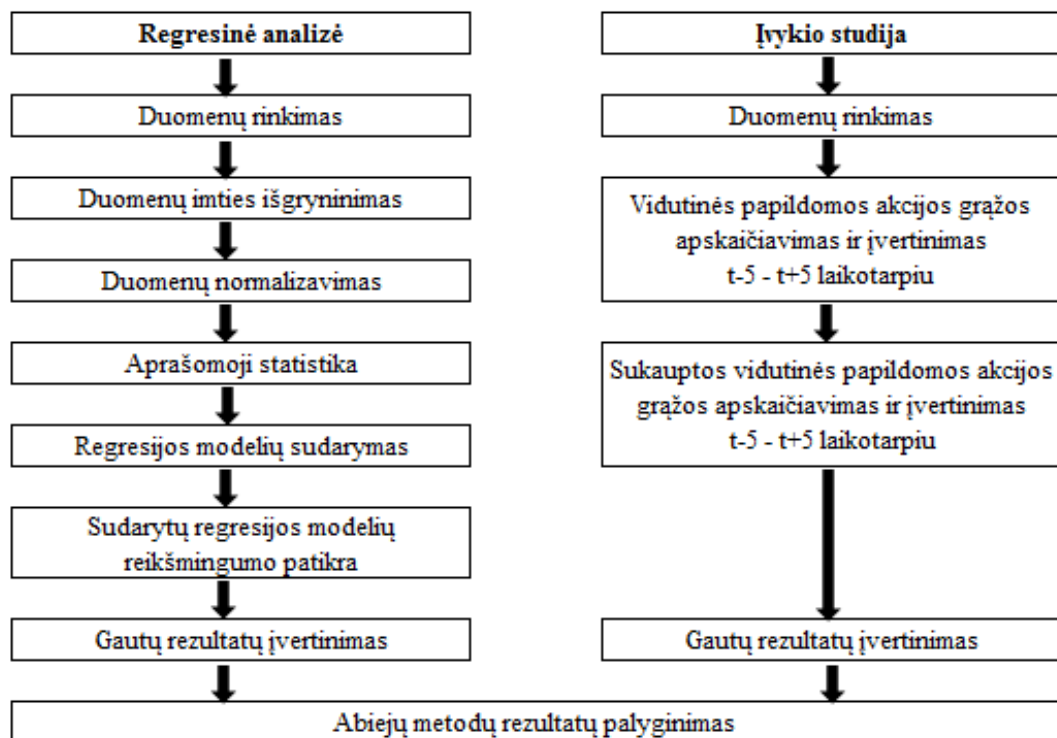 Regresinė analizė
Duomenų rinkimas
Duomenų imties išgryninimas
Duomenų normalizavimas
Aprašomoji statistika
Regresijos modelių sudarymas
Sudarytų regresijos modelių
reikšmingumo patikra
Gautų rezultatų įvertinimas
Įvykio studija
Duomenų rinkimas
Vidutinės papildomos akcijos grąžos
apskaičiavimas ir įvertinimas
t-5 - t+5 laikotarpiu
Sukauptos vidutinės papildomos akcijos
grąžos apskaičiavimas ir įvertinimas
t-5 - t+5 laikotarpiu
Gautų rezultatų įvertinimas
Abiejų metodų rezultatų palyginimas